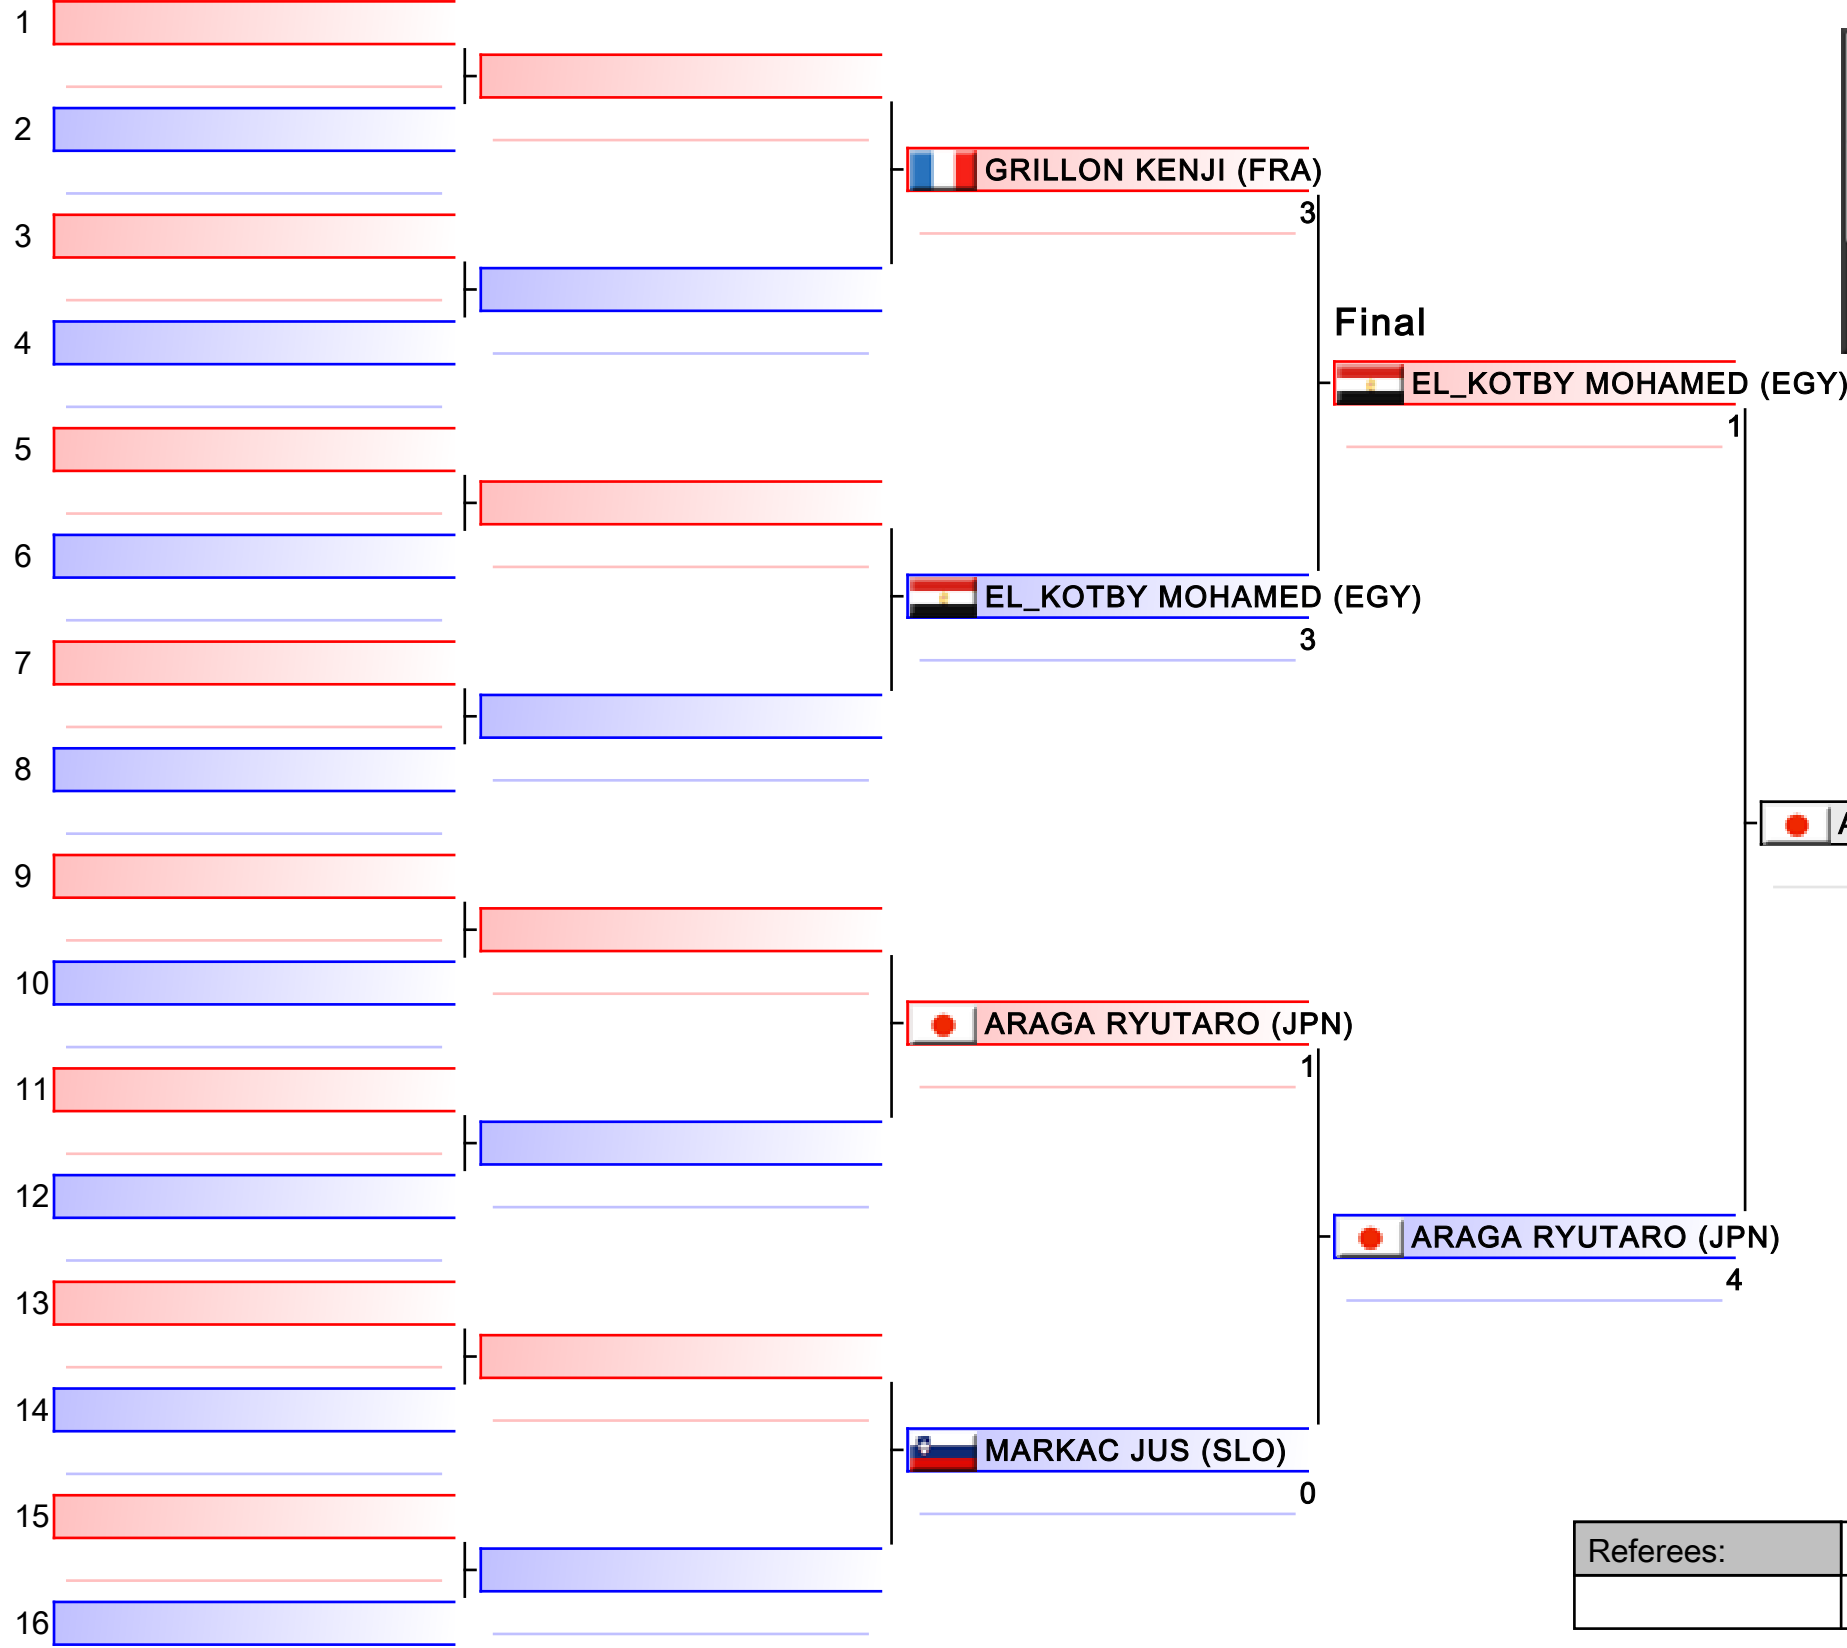 1
2
GRILLON KENJI (FRA)
3
3
Final
4
EL_KOTBY MOHAMED (EGY)
1
5
6
EL_KOTBY MOHAMED (EGY)
3
7
8
9
10
ARAGA RYUTARO (JPN)
1
11
12
ARAGA RYUTARO (JPN)
4
13
14
MARKAC JUS (SLO)
0
15
Referees:
16